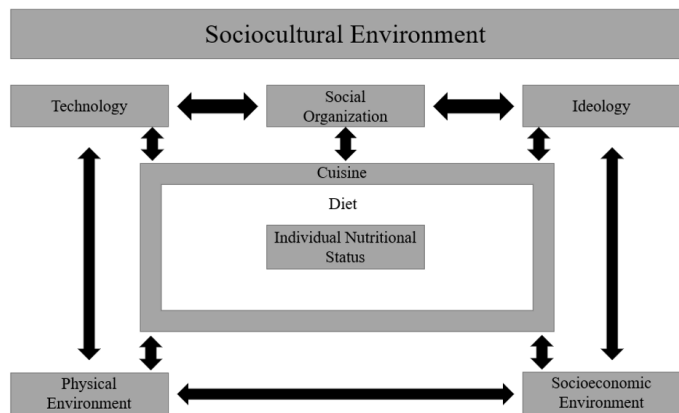 Sociocultural Environment
Technology
Social
Organization
Ideology
Cuisine
Diet
Individual Nutritional
Status
Physical
Environment
Socioeconomic
Environment